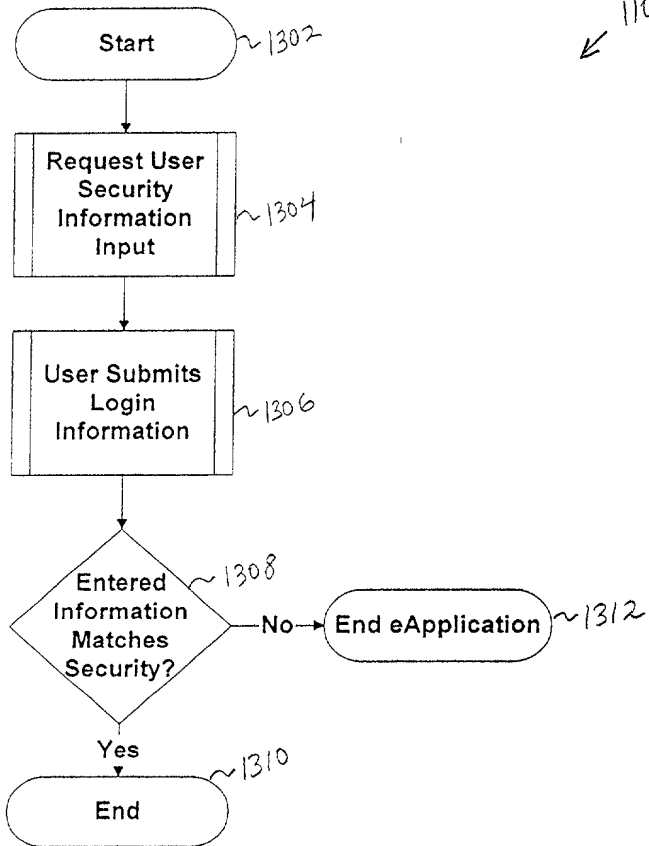 Start
1302
Request User
Security
Information
Input
1304
User Submits
Login
Information
1306
Entered
Information
Matches
Security?
1308
No
End eApplication
1312
Yes
End
1310